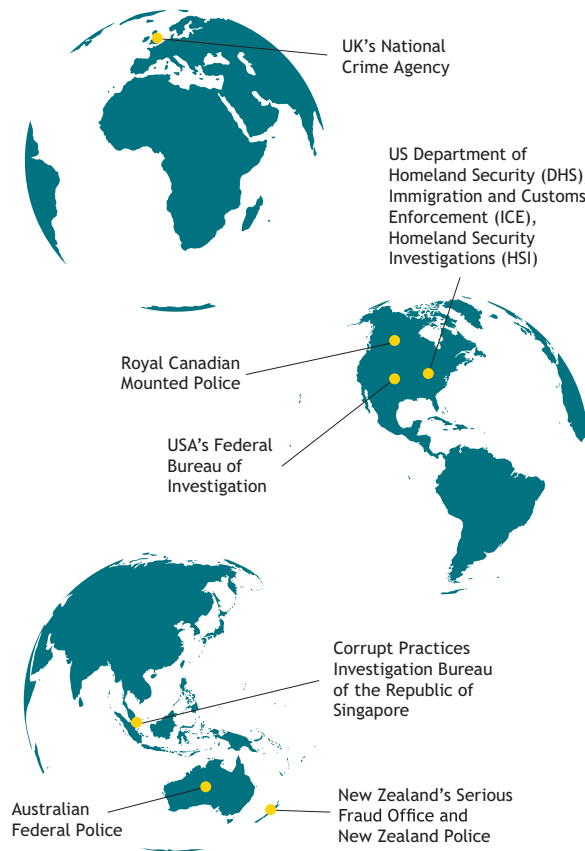 UK's National
Crime Agency
US Department of
Homeland Security (DHS)
Immigration and Customs
Enforcement (ICE),
Homeland Security
Investigations (HSI)
Royal Canadian
Mounted Police
USA's Federal
Bureau of
Investigation
Corrupt Practices
Investigation Bureau
of the Republic of
Singapore
Australian
Federal Police
New Zealand's Serious
Fraud Office and
New Zealand Police